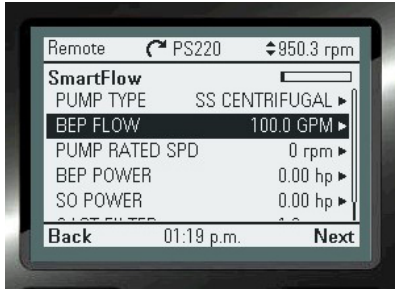 Remote PS220 950.3 rpm
SmartFlow
PUMP TYPE SS CENTRIFUGAL
BEP FLOW 100.0 GPM
PUMP RATED SPD 0 rpm
BEP POWER 0.00 hp
SO POWER 0.00 hp
Back 01:19 p.m. Next